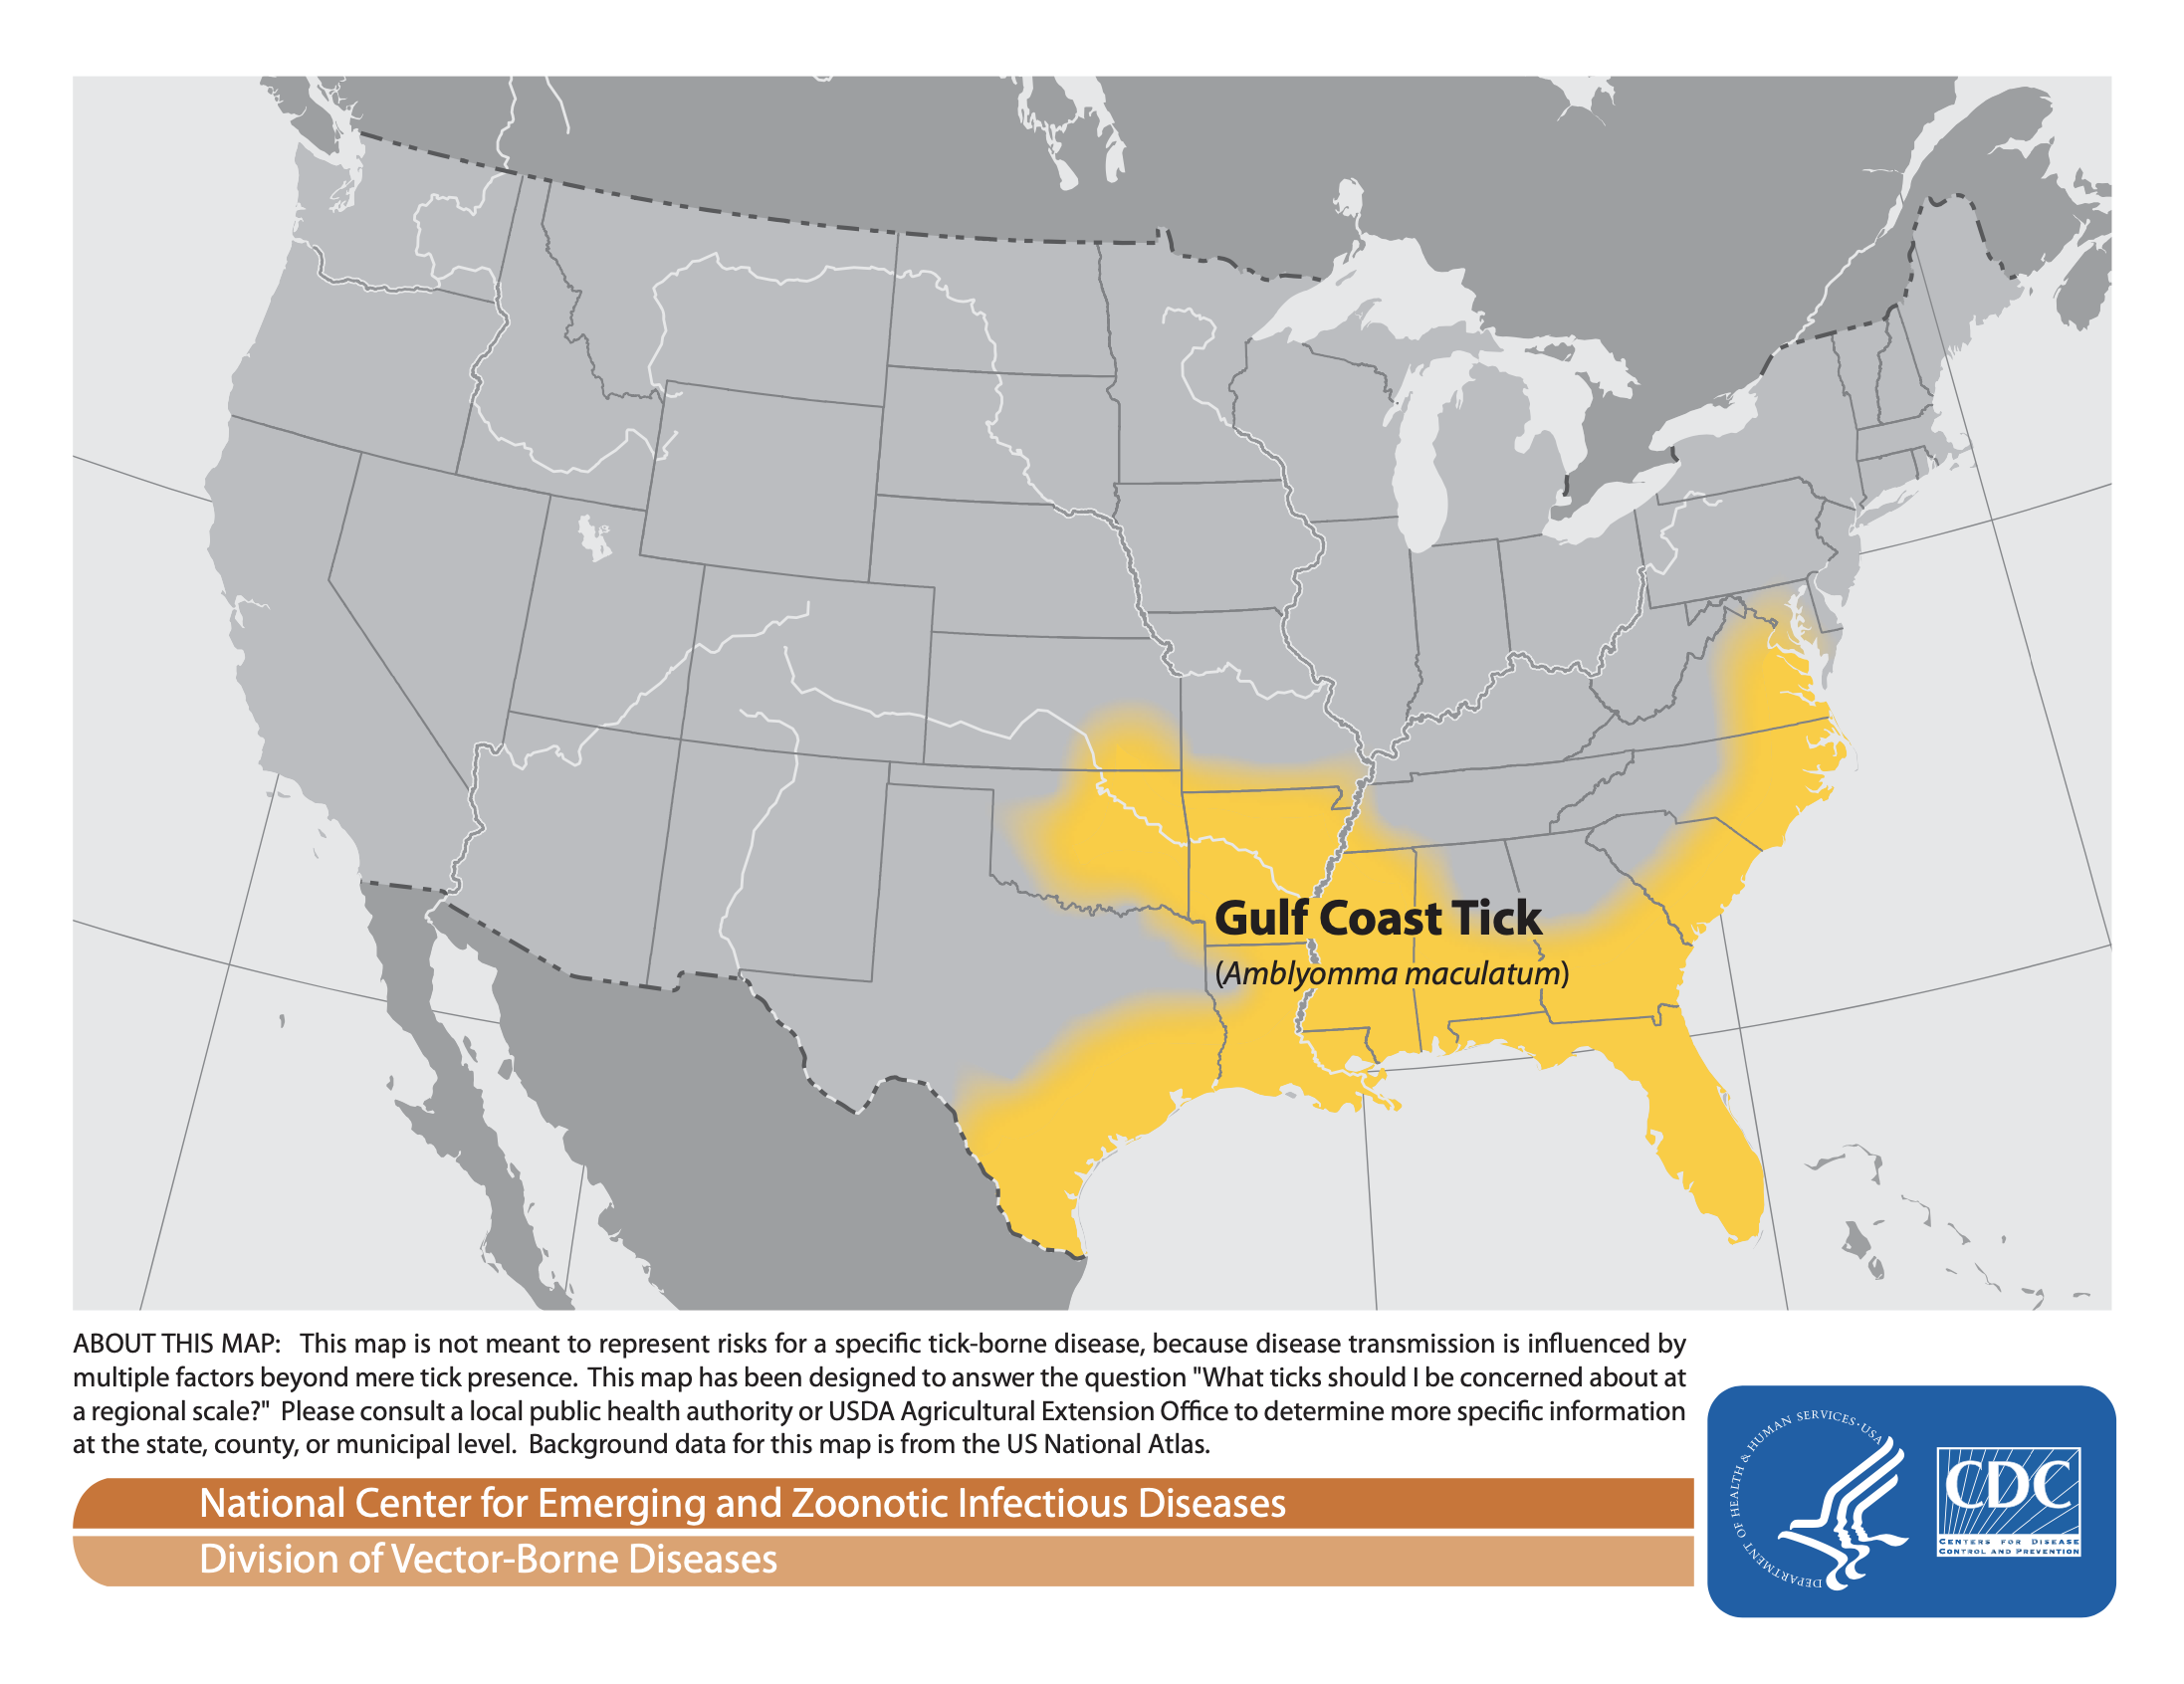 Gulf Coast Tick
(Amblyomma maculatum)
ABOUT THIS MAP: This map is not meant to represent risks for a specific tick-borne disease, because disease transmission is influenced by
multiple factors beyond mere tick presence. This map has been designed to answer the question "What ticks should I be concerned about at
a regional scale?" Please consult a local public health authority or USDA Agricultural Extension Office to determine more specific information
at the state, county, or municipal level. Background data for this map is from the US National Atlas.
National Center for Emerging and Zoonotic Infectious Diseases
Division of Vector-Borne Diseases
DEPARTMENT OF HEALTH & HUMAN SERVICES · USA
CDC
CENTERS FOR DISEASE
CONTROL AND PREVENTION